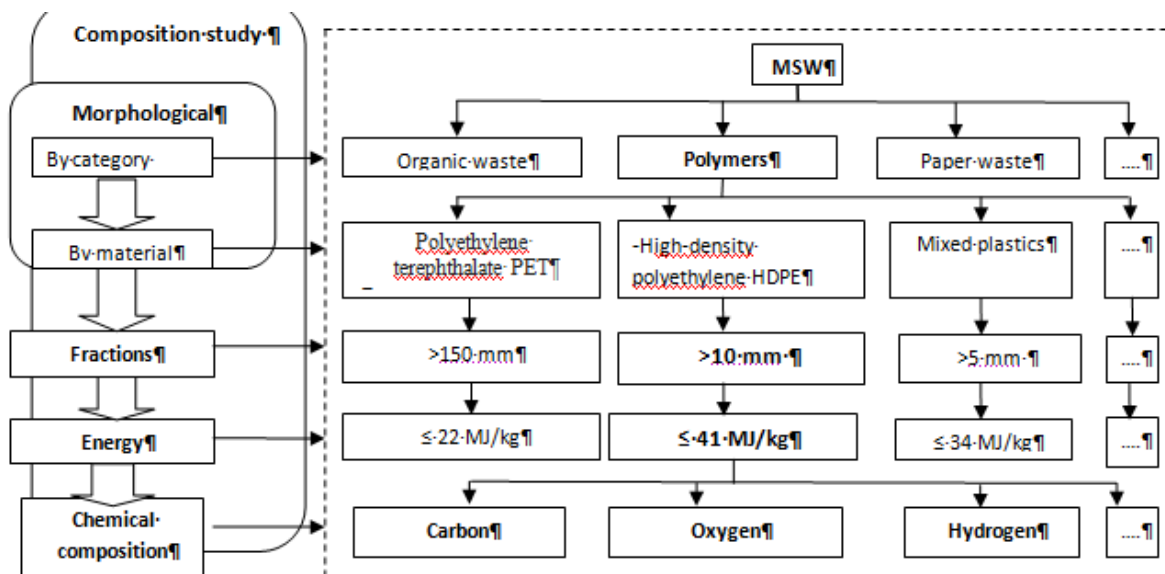 Composition·study·¶
MSW¶
Morphological¶
By·category·
Organic·waste¶
Polymers¶
Paper·waste¶
....¶
By·material¶
Polyethylene·
terephthalate· PET¶
–
-High-density·
polyethylene·HDPE¶
Mixed·plastics¶
....¶
Fractions¶
>150·mm¶
>10·mm·¶
>5·mm·¶
....¶
Energy¶
≤·22·MJ/kg¶
≤·41·MJ/kg¶
≤·34·MJ/kg¶
....¶
Chemical·
composition¶
Carbon¶
Oxygen¶
Hydrogen¶
....¶